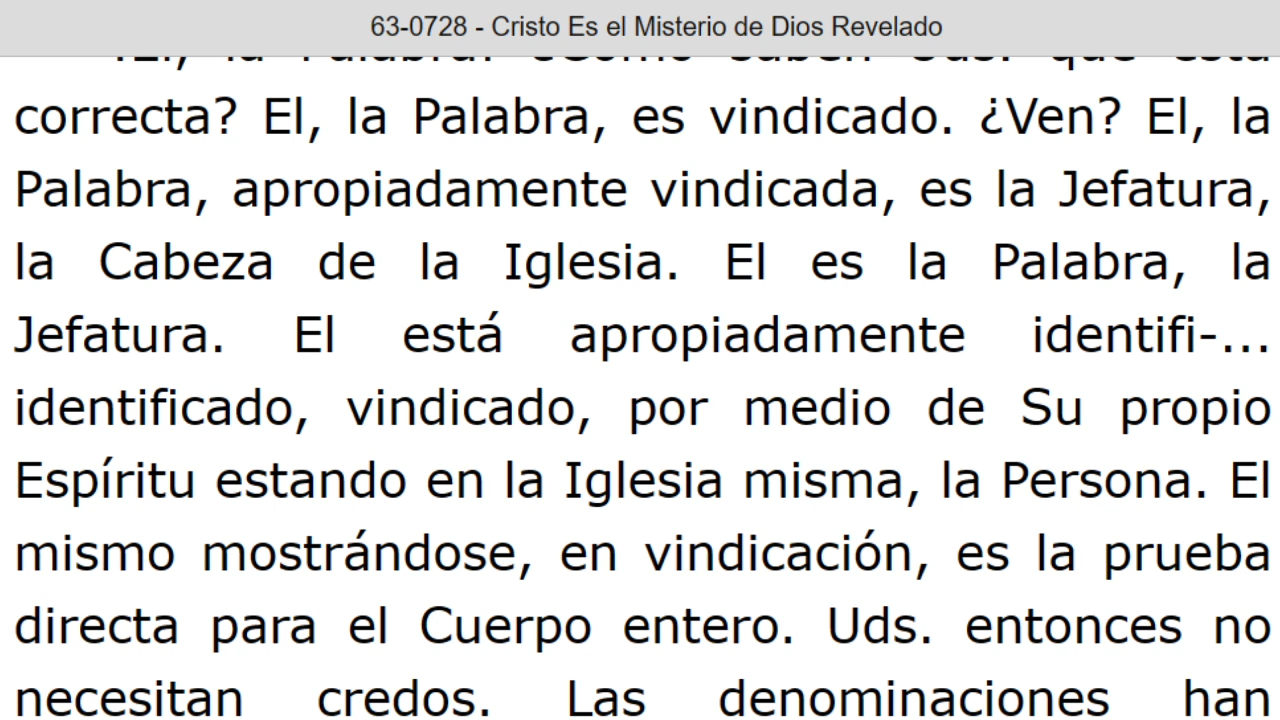 63-0728 - Cristo Es el Misterio de Dios Revelado
correcta? El, la Palabra, es vindicado. ¿Ven? El, la
Palabra, apropiadamente vindicada, es la Jefatura,
la Cabeza de la Iglesia. El es la Palabra, la
Jefatura. El está apropiadamente identifi-...
identificado, vindicado, por medio de Su propio
Espíritu estando en la Iglesia misma, la Persona. El
mismo mostrándose, en vindicación, es la prueba
directa para el Cuerpo entero. Uds. entonces no
necesitan credos. Las denominaciones han